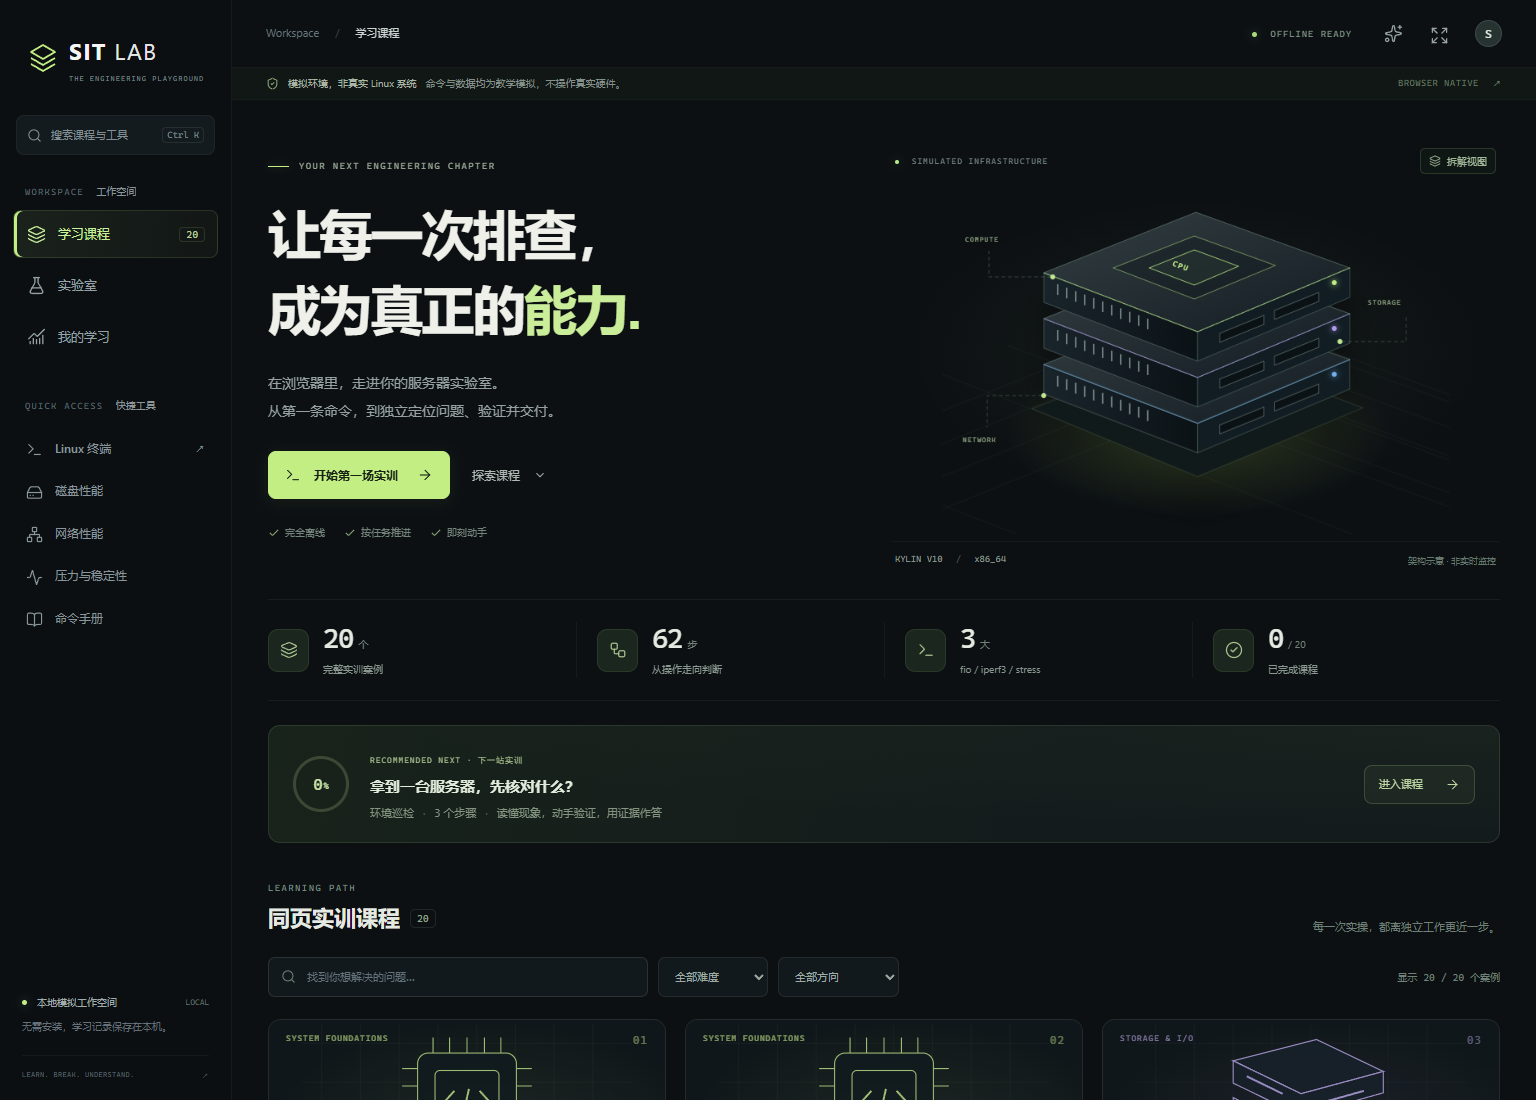 SIT LAB
THE ENGINEERING PLAYGROUND
搜索课程与工具 Ctrl K
WORKSPACE 工作空间
学习课程 20
实验室
我的学习
QUICK ACCESS 快捷工具
Linux 终端 ↗
磁盘性能
网络性能
压力与稳定性
命令手册
本地模拟工作空间 LOCAL
无需安装，学习记录保存在本机。
LEARN. BREAK. UNDERSTAND. ↗
Workspace / 学习课程
OFFLINE READY
S
模拟环境，非真实 Linux 系统 命令与数据均为教学模拟，不操作真实硬件。
BROWSER NATIVE ↗
YOUR NEXT ENGINEERING CHAPTER
让每一次排查，
成为真正的能力.
在浏览器里，走进你的服务器实验室。
从第一条命令，到独立定位问题、验证并交付。
开始第一场实训 →
探索课程
完全离线 按任务推进 即刻动手
SIMULATED INFRASTRUCTURE
拆解视图
COMPUTE
CPU
STORAGE
NETWORK
KYLIN V10 / x86_64
架构示意 · 非实时监控
20 个
完整实训案例
62 步
从操作走向判断
3 大
fio / iperf3 / stress
0 / 20
已完成课程
0%
RECOMMENDED NEXT · 下一站实训
拿到一台服务器，先核对什么？
环境巡检 · 3 个步骤 · 读懂现象，动手验证，用证据作答
进入课程 →
LEARNING PATH
同页实训课程 20
每一次实操，都离独立工作更近一步。
找到你想解决的问题...
全部难度
全部方向
显示 20 / 20 个案例
SYSTEM FOUNDATIONS 01
</>
SYSTEM FOUNDATIONS 02
</>
STORAGE & I/O 03